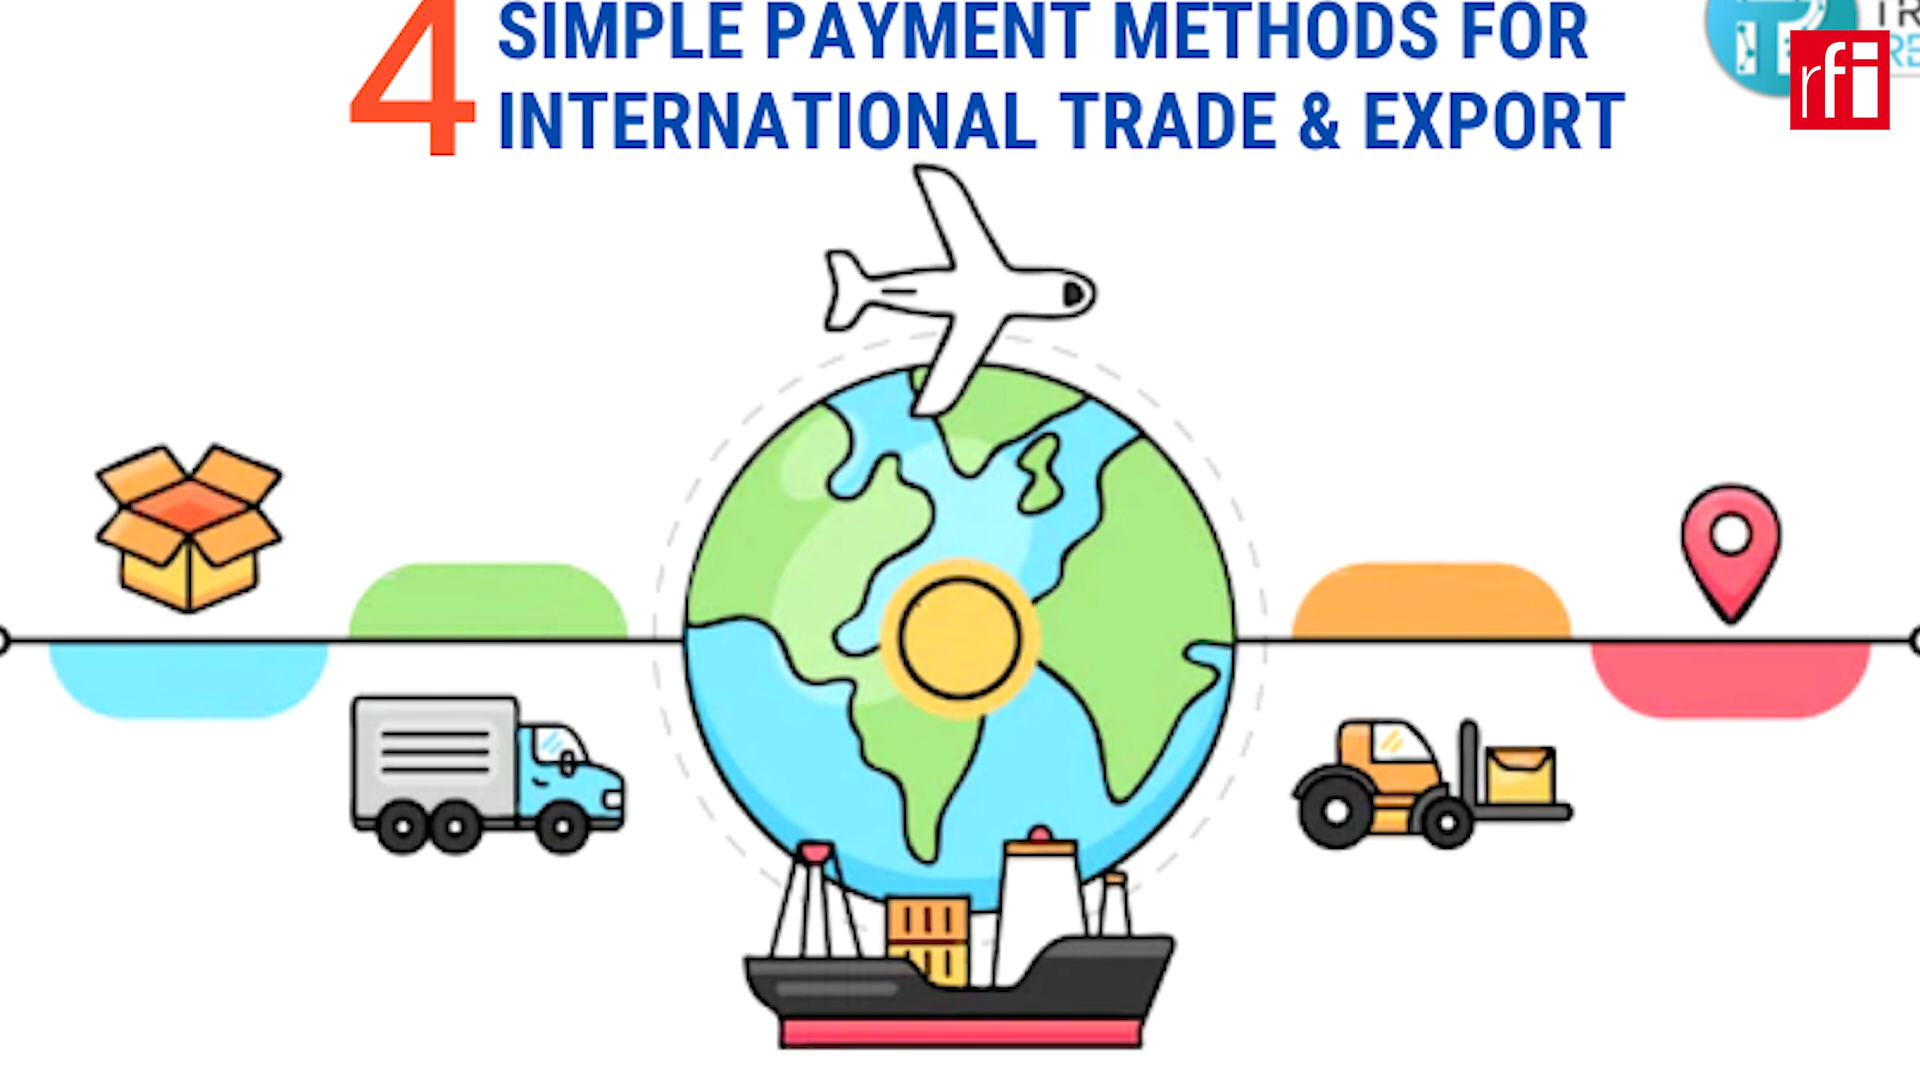 4 SIMPLE PAYMENT METHODS FOR
INTERNATIONAL TRADE & EXPORT
rfi